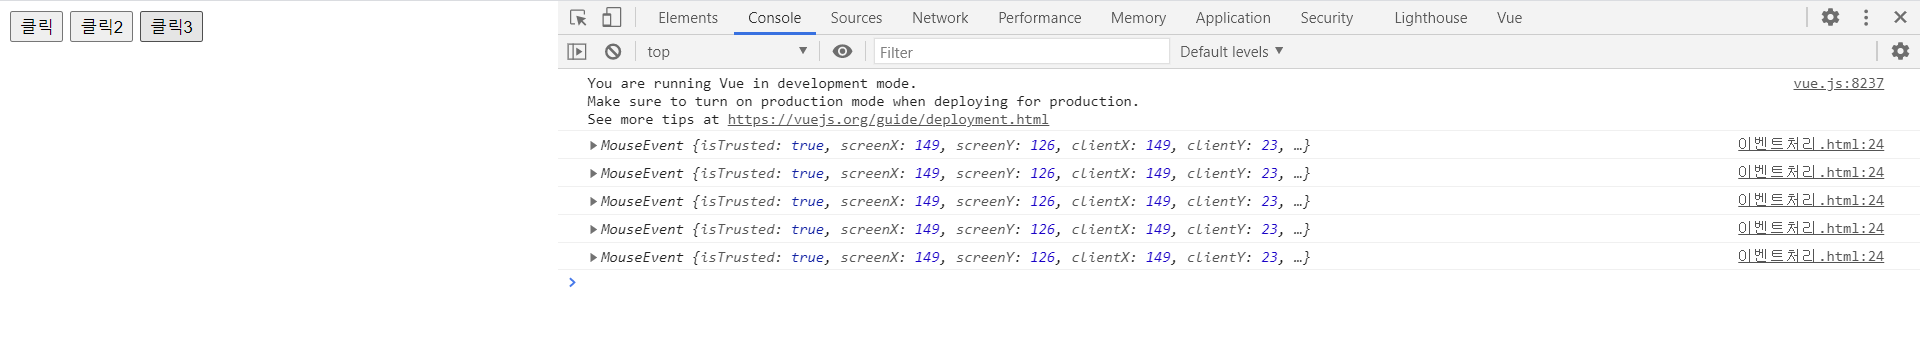 클릭 클릭2 클릭3
Elements Console Sources Network Performance Memory Application Security Lighthouse Vue
top Filter Default levels
You are running Vue in development mode. vue.js:8237
Make sure to turn on production mode when deploying for production.
See more tips at https://vuejs.org/guide/deployment.html
MouseEvent {isTrusted: true, screenX: 149, screenY: 126, clientX: 149, clientY: 23, …} 이벤트처리.html:24
MouseEvent {isTrusted: true, screenX: 149, screenY: 126, clientX: 149, clientY: 23, …} 이벤트처리.html:24
MouseEvent {isTrusted: true, screenX: 149, screenY: 126, clientX: 149, clientY: 23, …} 이벤트처리.html:24
MouseEvent {isTrusted: true, screenX: 149, screenY: 126, clientX: 149, clientY: 23, …} 이벤트처리.html:24
MouseEvent {isTrusted: true, screenX: 149, screenY: 126, clientX: 149, clientY: 23, …} 이벤트처리.html:24